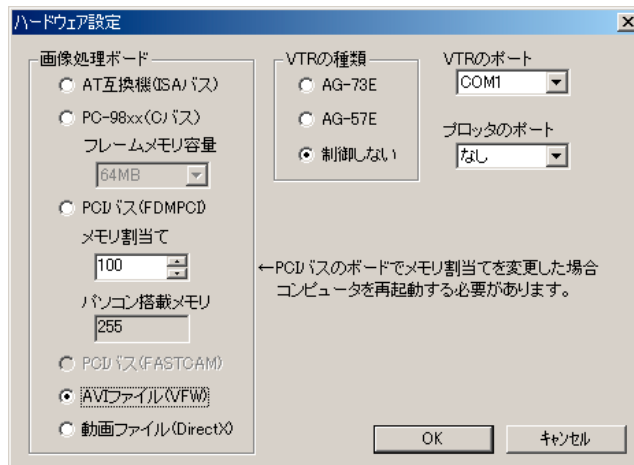 ハードウェア設定
画像処理ボード
AT互換機(ISAバス)
PC-98xx(Cバス)
フレームメモリ容量
64MB
PCIバス(FDMPCI)
メモリ割当て
100
パソコン搭載メモリ
255
PCIバス(FASTCAM)
AVIファイル(VFW)
動画ファイル(DirectX)
VTRの種類
AG-73E
AG-57E
制御しない
VTRのポート
COM1
プロッタのポート
なし
←PCIバスのボードでメモリ割当てを変更した場合
コンピュータを再起動する必要があります。
OK
キャンセル